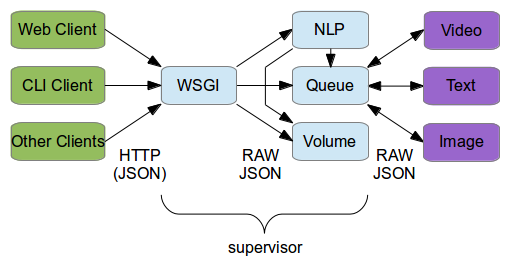 Web Client
NLP
Video
CLI Client
WSGI
Queue
Text
Other Clients
Volume
Image
HTTP
(JSON)
RAW
JSON
RAW
JSON
supervisor